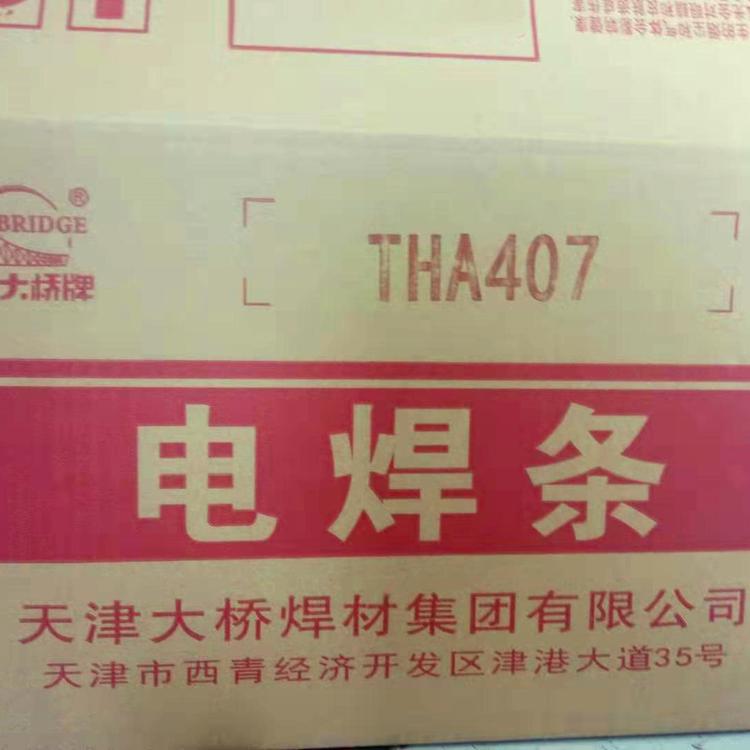 BRIDGE®
大桥牌
THA407
电焊条
天津大桥焊材集团有限公司
天津市西青经济开发区津港大道35号